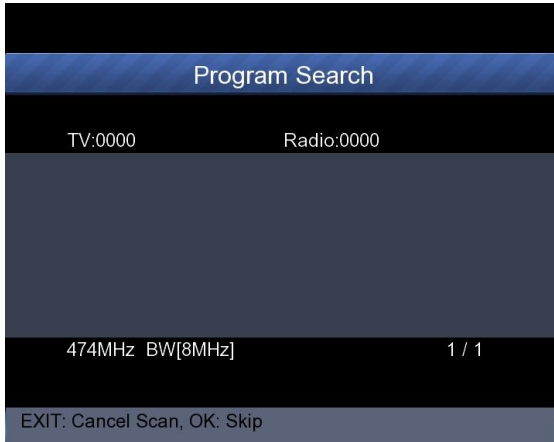 Program Search
TV:0000 Radio:0000
474MHz BW[8MHz] 1 / 1
EXIT: Cancel Scan, OK: Skip